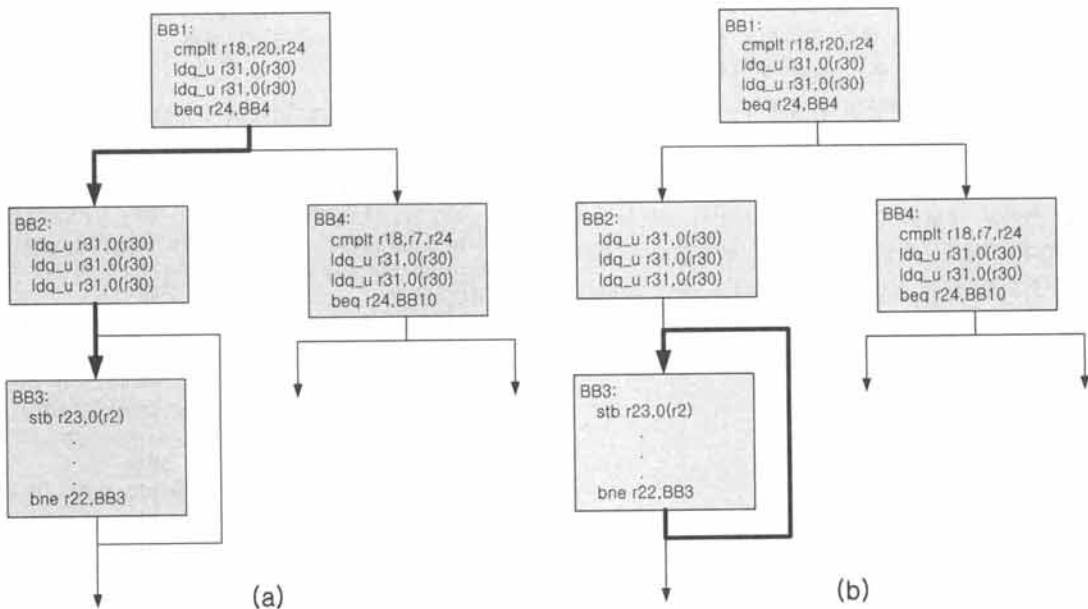 BB1:
cmplt r18,r20,r24
ldq_u r31,0(r30)
ldq_u r31,0(r30)
beq r24,BB4
BB2:
ldq_u r31,0(r30)
ldq_u r31,0(r30)
ldq_u r31,0(r30)
BB4:
cmplt r18,r7,r24
ldq_u r31,0(r30)
ldq_u r31,0(r30)
beq r24,BB10
BB3:
stb r23,0(r2)
.
.
.
bne r22,BB3
(a)
BB1:
cmplt r18,r20,r24
ldq_u r31,0(r30)
ldq_u r31,0(r30)
beq r24,BB4
BB2:
ldq_u r31,0(r30)
ldq_u r31,0(r30)
ldq_u r31,0(r30)
BB4:
cmplt r18,r7,r24
ldq_u r31,0(r30)
ldq_u r31,0(r30)
beq r24,BB10
BB3:
stb r23,0(r2)
.
.
.
bne r22,BB3
(b)